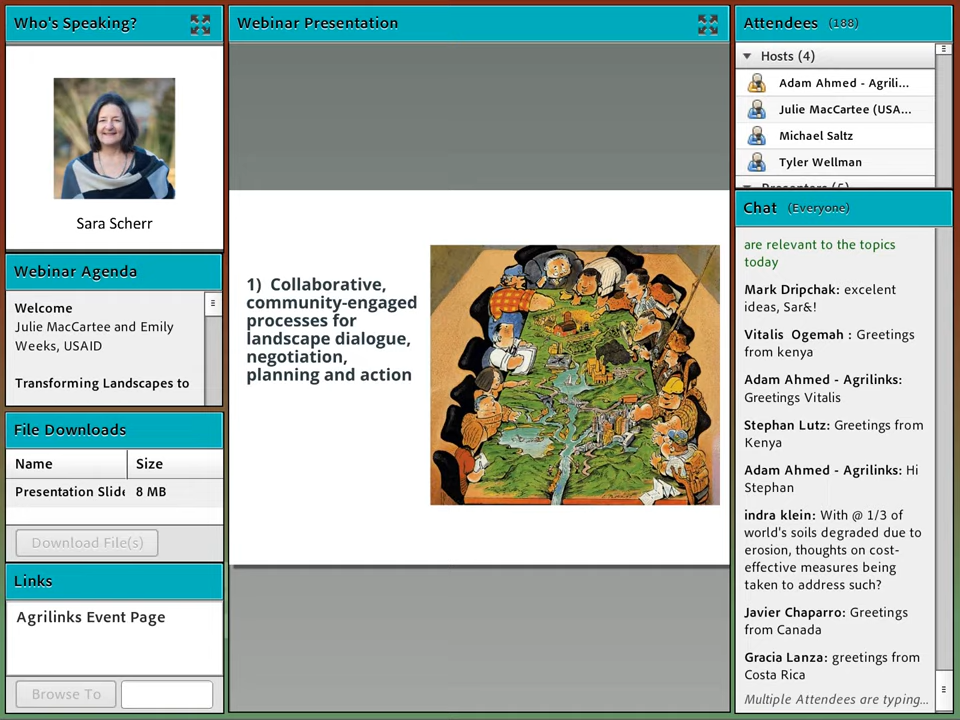 Who's Speaking?
Sara Scherr
Webinar Agenda
Welcome
Julie MacCartee and Emily
Weeks, USAID
Transforming Landscapes to
File Downloads
Name Size
Presentation Slide 8 MB
Download File(s)
Links
Agrilinks Event Page
Browse To
Webinar Presentation
1) Collaborative,
community-engaged
processes for
landscape dialogue,
negotiation,
planning and action
Attendees (188)
Hosts (4)
Adam Ahmed - Agrili...
Julie MacCartee (USA...
Michael Saltz
Tyler Wellman
Chat (Everyone)
are relevant to the topics
today
Mark Dripchak: excelent
ideas, Sar&!
Vitalis Ogemah : Greetings
from kenya
Adam Ahmed - Agrilinks:
Greetings Vitalis
Stephan Lutz: Greetings from
Kenya
Adam Ahmed - Agrilinks: Hi
Stephan
indra klein: With @ 1/3 of
world's soils degraded due to
erosion, thoughts on cost-
effective measures being
taken to address such?
Javier Chaparro: Greetings
from Canada
Gracia Lanza: greetings from
Costa Rica
Multiple Attendees are typing...